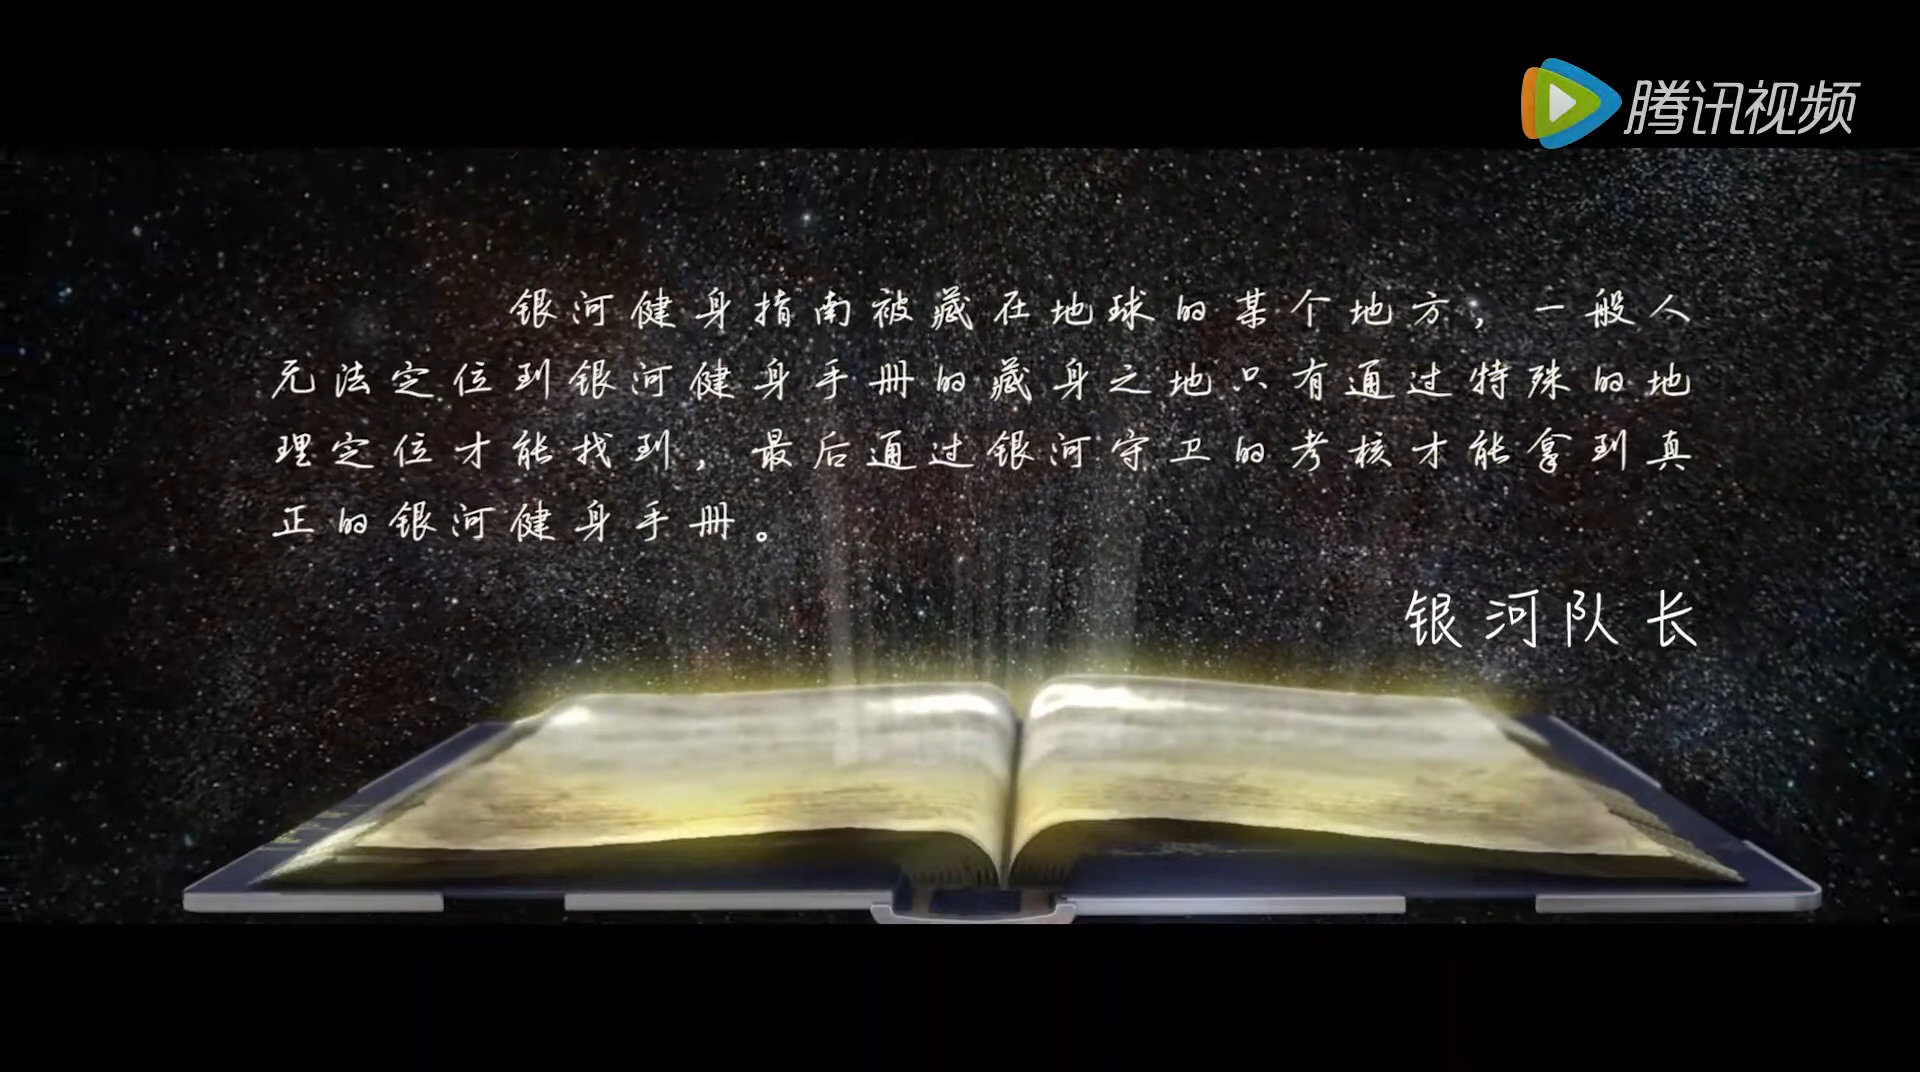 腾讯视频
银河健身指南被藏在地球的某个地方，一般人
无法定位到银河健身手册的藏身之地只有通过特殊的地
理定位才能找到，最后通过银河守卫的考核才能拿到真
正的银河健身手册。
银河队长